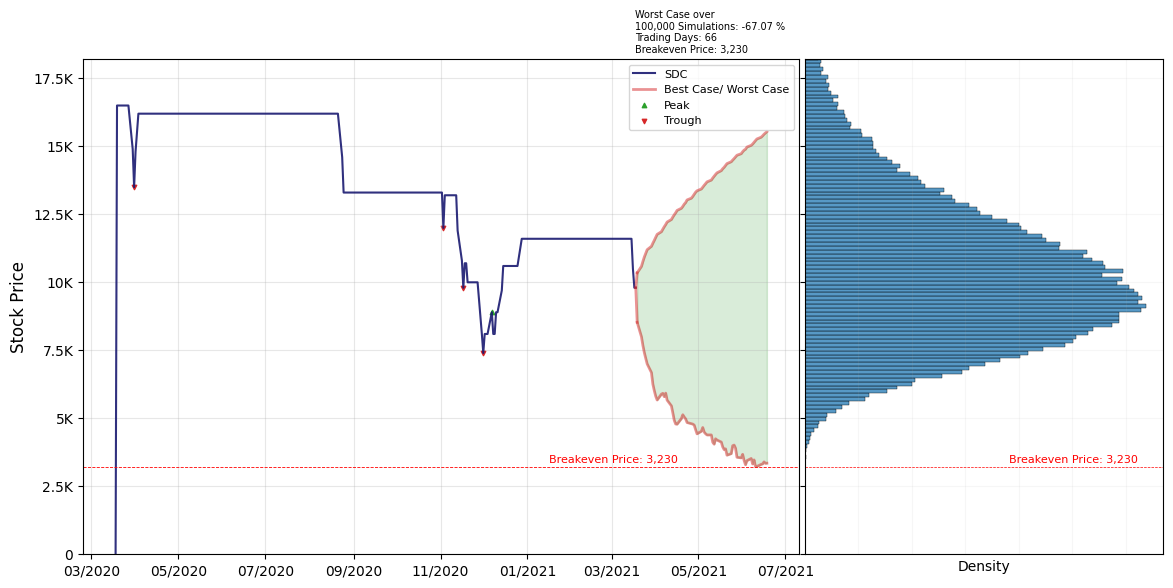 Worst Case over
100,000 Simulations: -67.07 %
Trading Days: 66
Breakeven Price: 3,230
SDC
Best Case/ Worst Case
Peak
Trough
Stock Price
17.5K
15K
12.5K
10K
7.5K
5K
2.5K
0
Breakeven Price: 3,230
Breakeven Price: 3,230
03/2020 05/2020 07/2020 09/2020 11/2020 01/2021 03/2021 05/2021 07/2021
Density